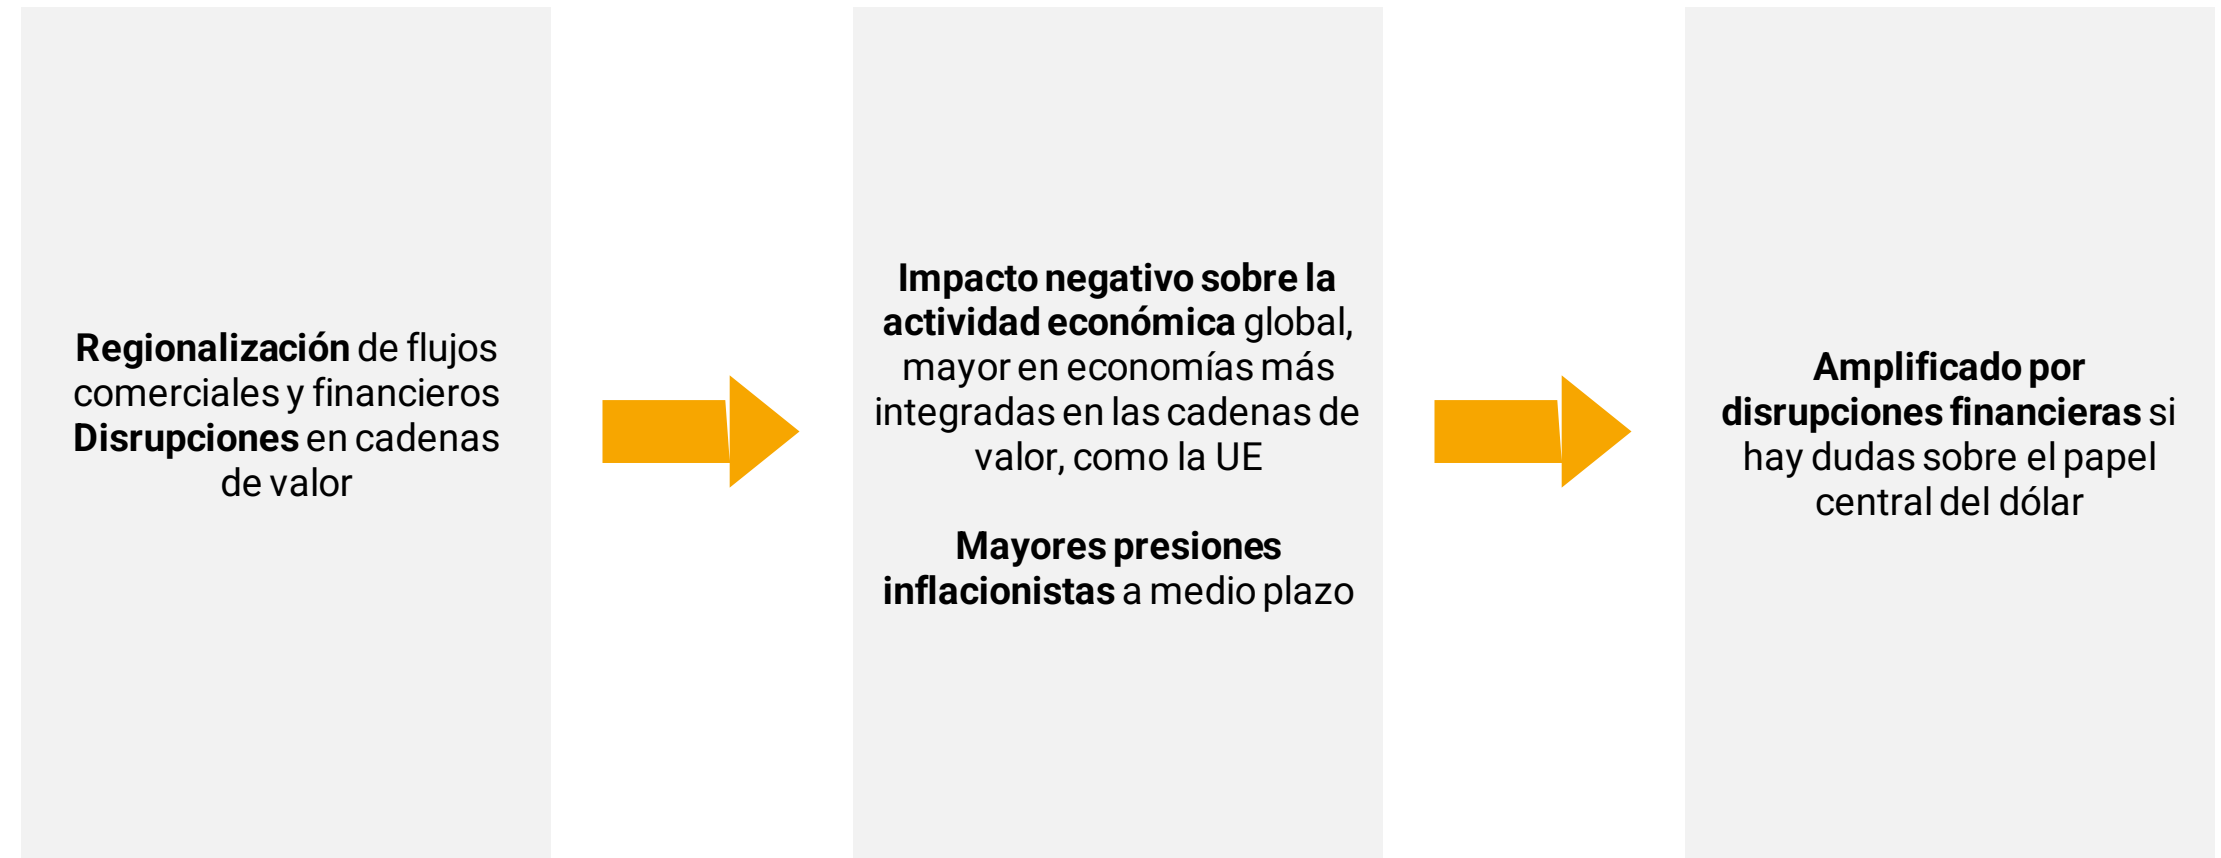 Regionalización de flujos
comerciales y financieros
Disrupciones en cadenas
de valor
Impacto negativo sobre la
actividad económica global,
mayor en economías más
integradas en las cadenas de
valor, como la UE
Mayores presiones
inflacionistas a medio plazo
Amplificado por
disrupciones financieras si
hay dudas sobre el papel
central del dólar